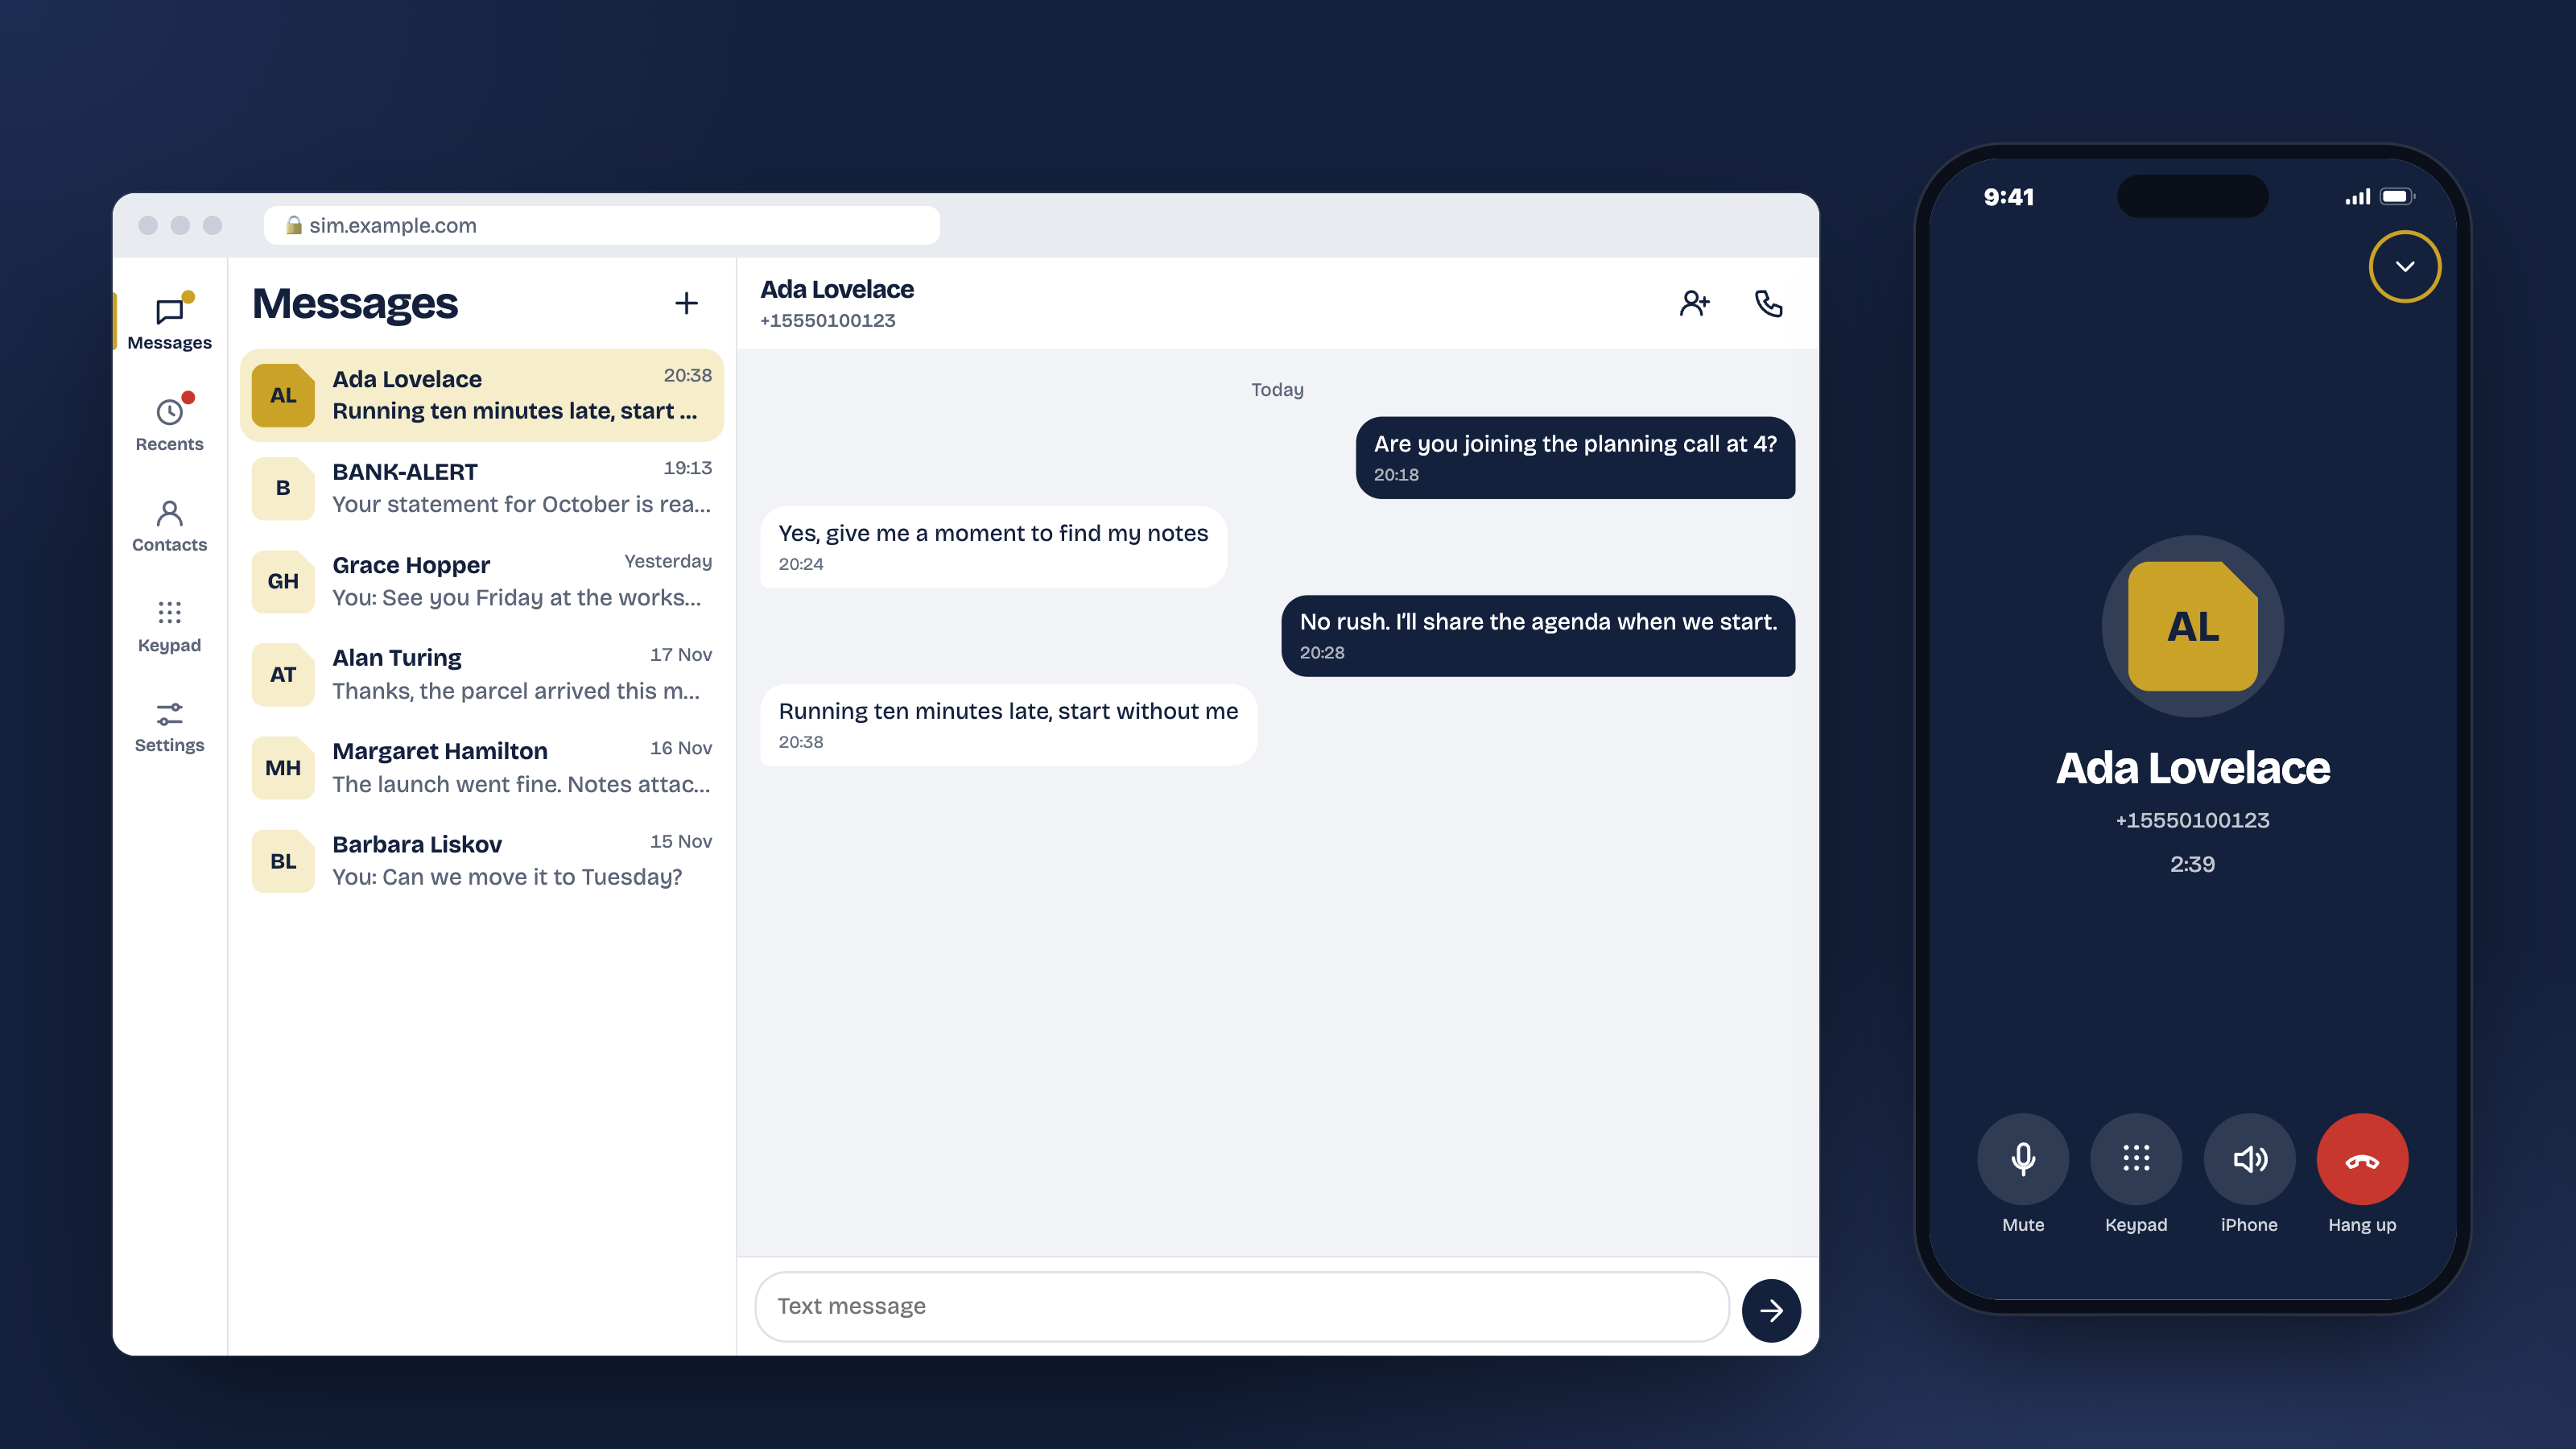 sim.example.com
Messages
Recents
Contacts
Keypad
Settings
Messages
AL
Ada Lovelace
20:38
Running ten minutes late, start ...
B
BANK-ALERT
19:13
Your statement for October is rea...
GH
Grace Hopper
Yesterday
You: See you Friday at the works...
AT
Alan Turing
17 Nov
Thanks, the parcel arrived this m...
MH
Margaret Hamilton
16 Nov
The launch went fine. Notes attac...
BL
Barbara Liskov
15 Nov
You: Can we move it to Tuesday?
Ada Lovelace
+15550100123
Today
Are you joining the planning call at 4?
20:18
Yes, give me a moment to find my notes
20:24
No rush. I’ll share the agenda when we start.
20:28
Running ten minutes late, start without me
20:38
Text message
9:41
AL
Ada Lovelace
+15550100123
2:39
Mute
Keypad
iPhone
Hang up